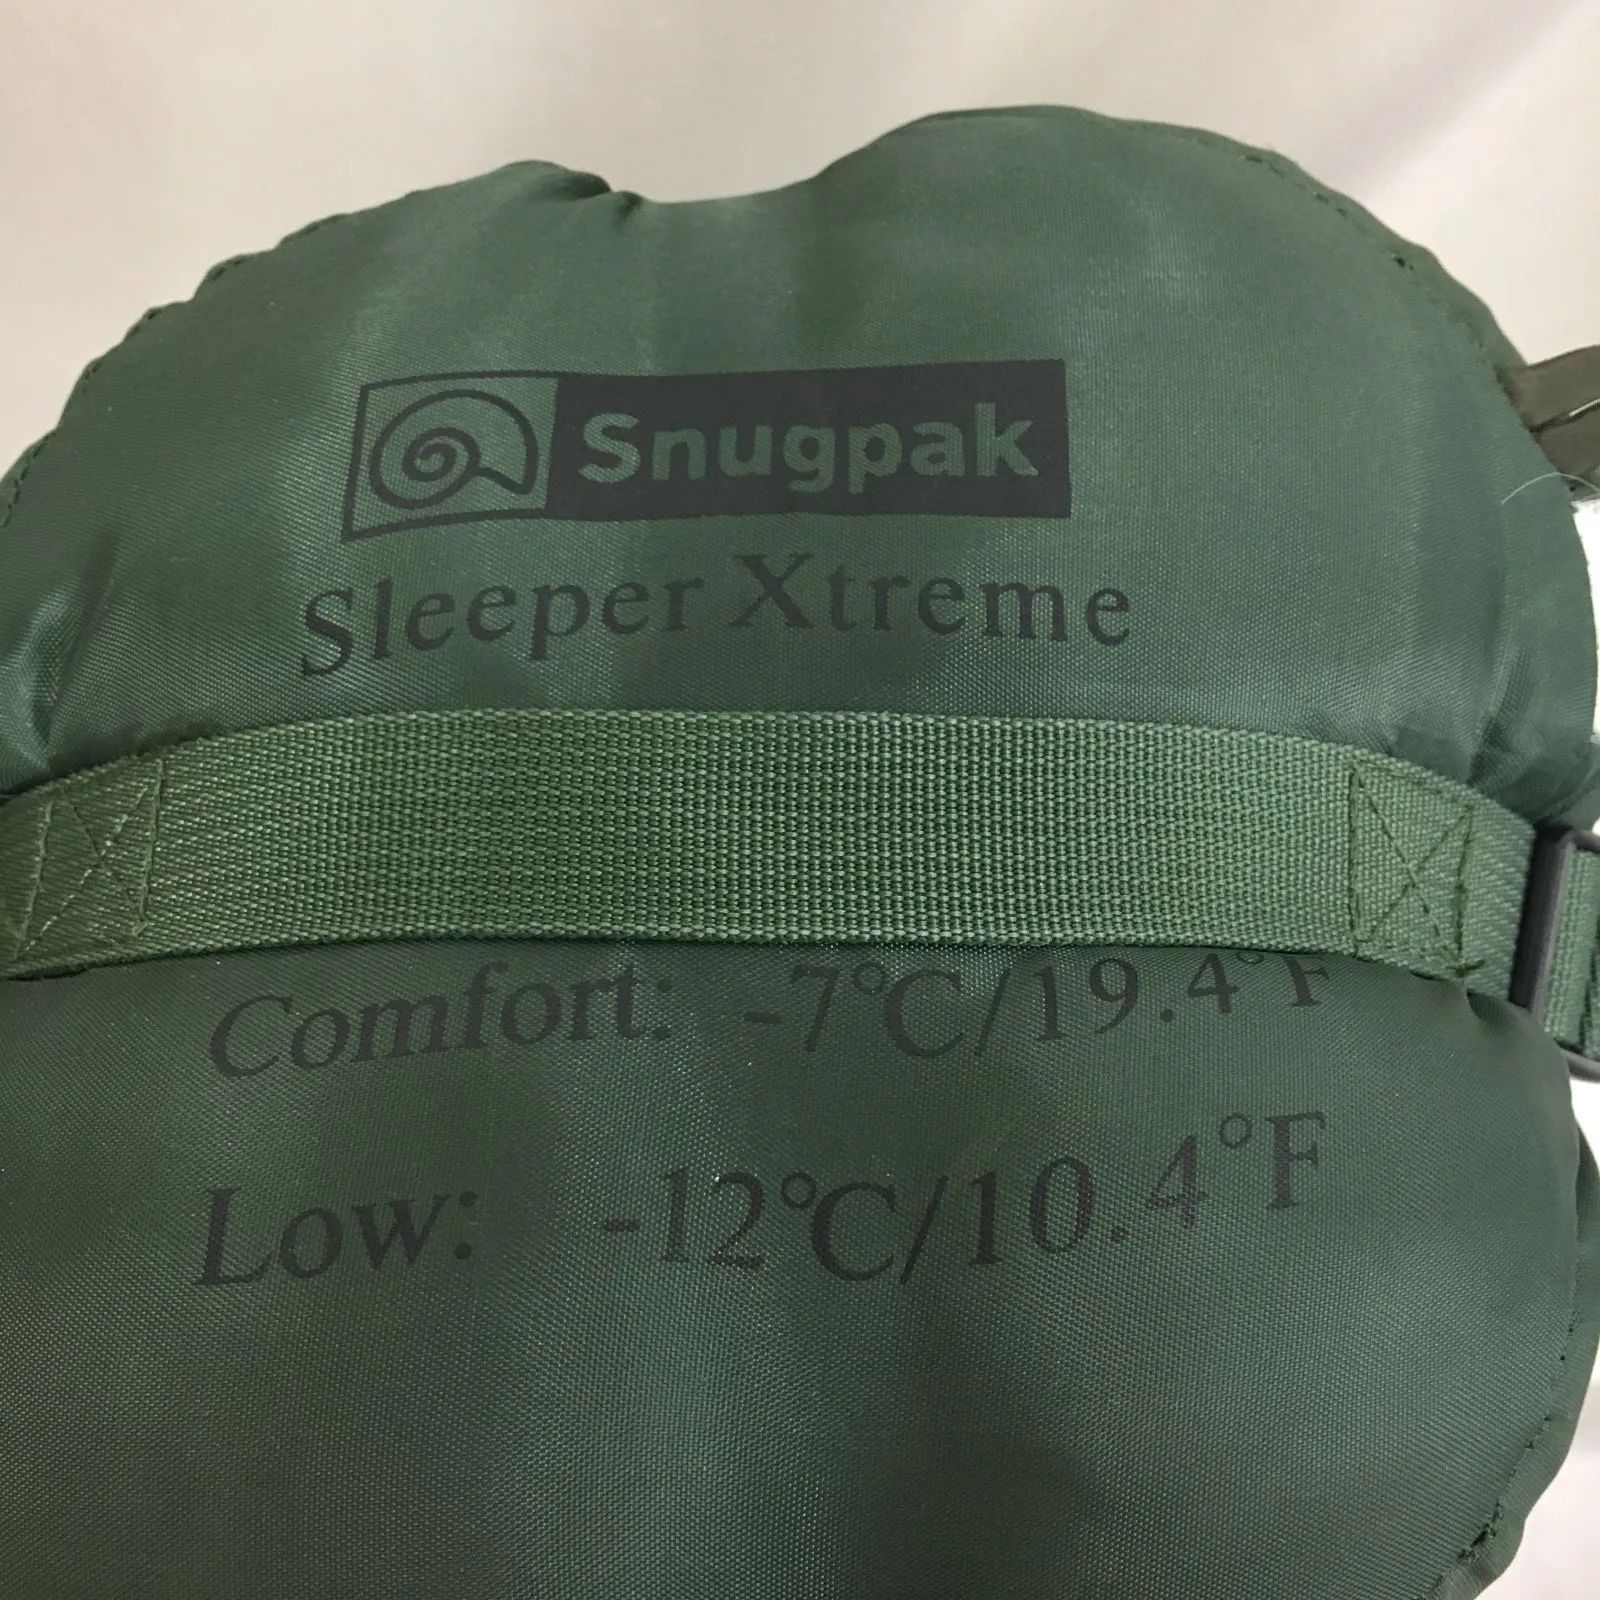 Snugpak
Sleeper Xtreme
Comfort: -7°C/19.4°F
Low: -12°C/10.4°F